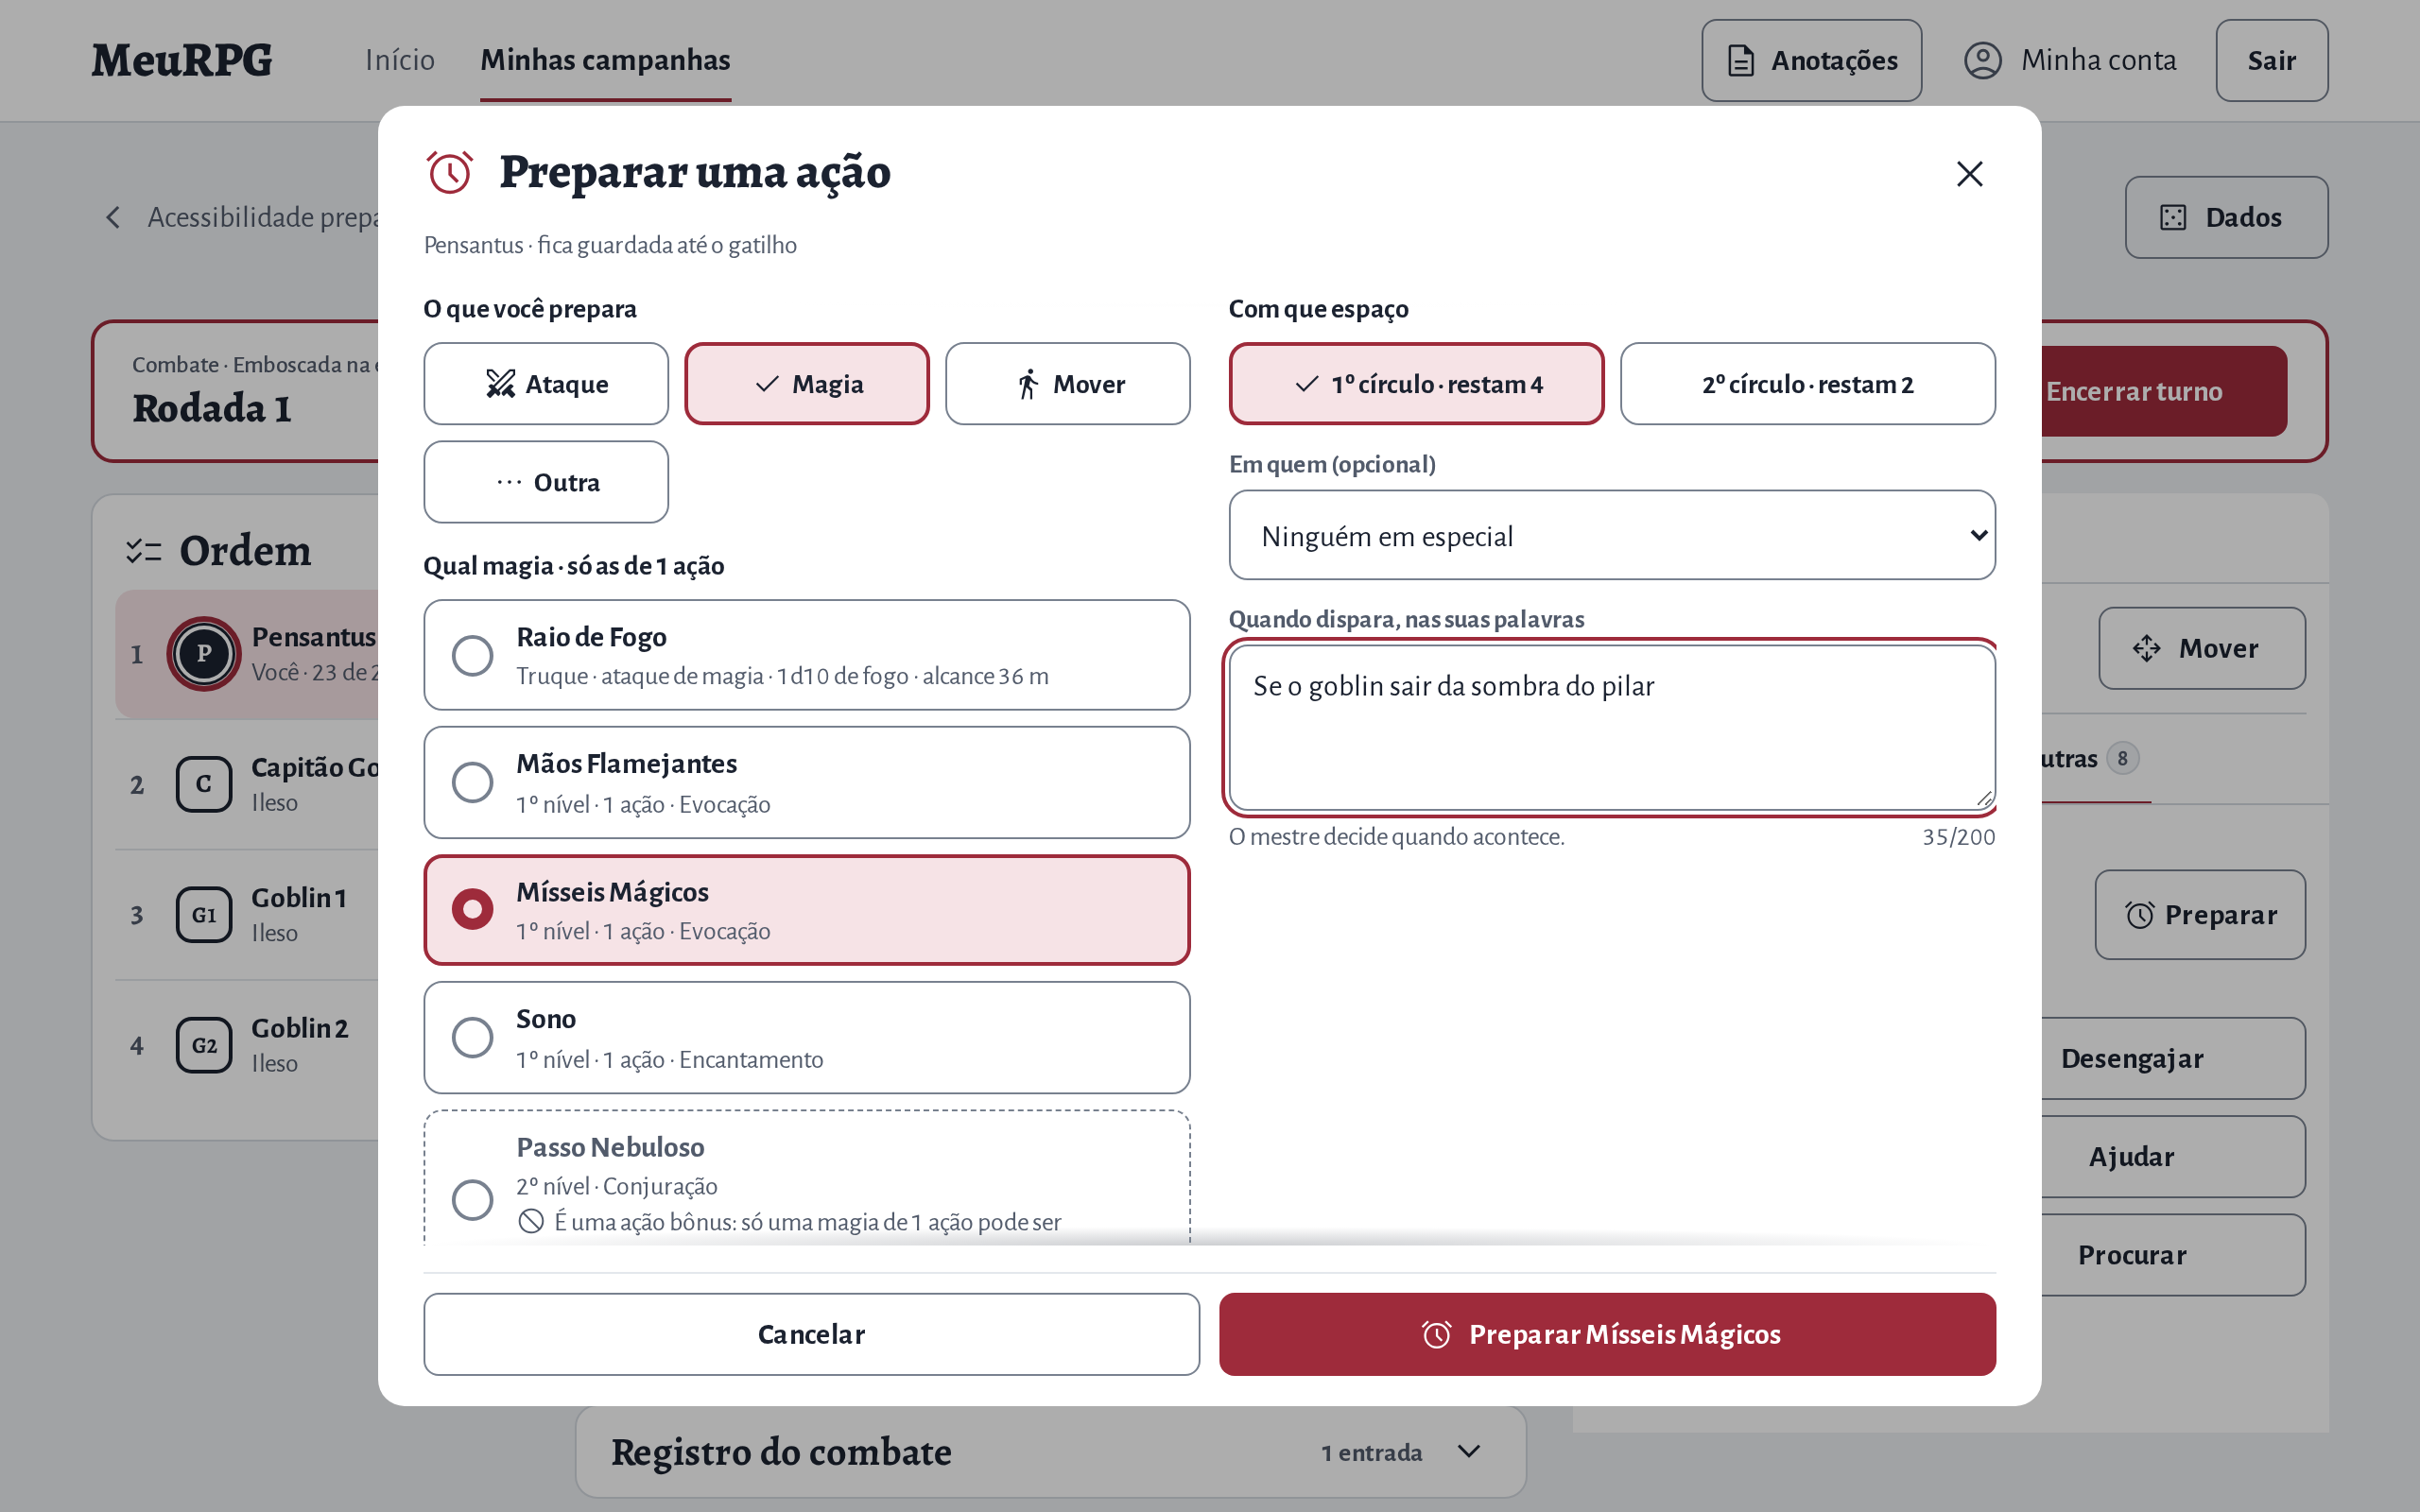 MeuRPG
Início
Minhas campanhas
Anotações
Minha conta
Sair
Preparar uma ação
Pensantus · fica guardada até o gatilho
Acessibilidade prepa
Dados
O que você prepara
Ataque
Magia
Mover
Outra
Qual magia · só as de 1 ação
Raio de Fogo
Truque · ataque de magia · 1d10 de fogo · alcance 36 m
Mãos Flamejantes
1º nível · 1 ação · Evocação
Mísseis Mágicos
1º nível · 1 ação · Evocação
Sono
1º nível · 1 ação · Encantamento
Passo Nebuloso
2º nível · Conjuração
É uma ação bônus: só uma magia de 1 ação pode ser
Com que espaço
1º círculo · restam 4
2º círculo · restam 2
Em quem (opcional)
Ninguém em especial
Quando dispara, nas suas palavras
Se o goblin sair da sombra do pilar
O mestre decide quando acontece.
35/200
Cancelar
Preparar Mísseis Mágicos
Combate · Emboscada na
Rodada 1
Encerrar turno
Ordem
1
P
Pensantus
Você · 23 de 2
2
C
Capitão Go
Ileso
3
G1
Goblin 1
Ileso
4
G2
Goblin 2
Ileso
Mover
utras 8
Preparar
Desengajar
Ajudar
Procurar
Registro do combate
1 entrada